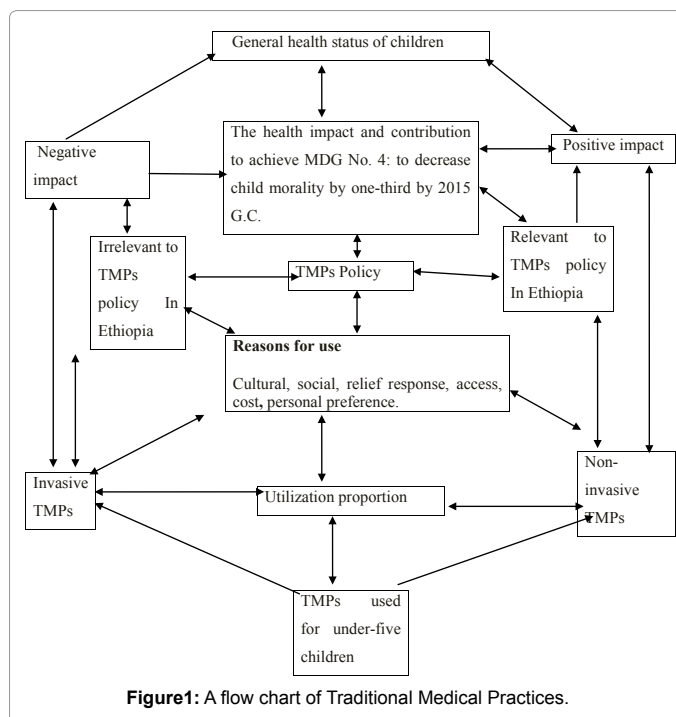 General health status of children
The health impact and contribution
to achieve MDG No. 4: to decrease
child morality by one-third by 2015
G.C.
Negative
impact
Positive impact
Irrelevant to
TMPs
policy In
Ethiopia
TMPs Policy
Relevant to
TMPs policy
In Ethiopia
Reasons for use
Cultural, social, relief response, access,
cost, personal preference.
Invasive
TMPs
Utilization proportion
Non-
invasive
TMPs
TMPs used
for under-five
children
Figure1: A flow chart of Traditional Medical Practices.